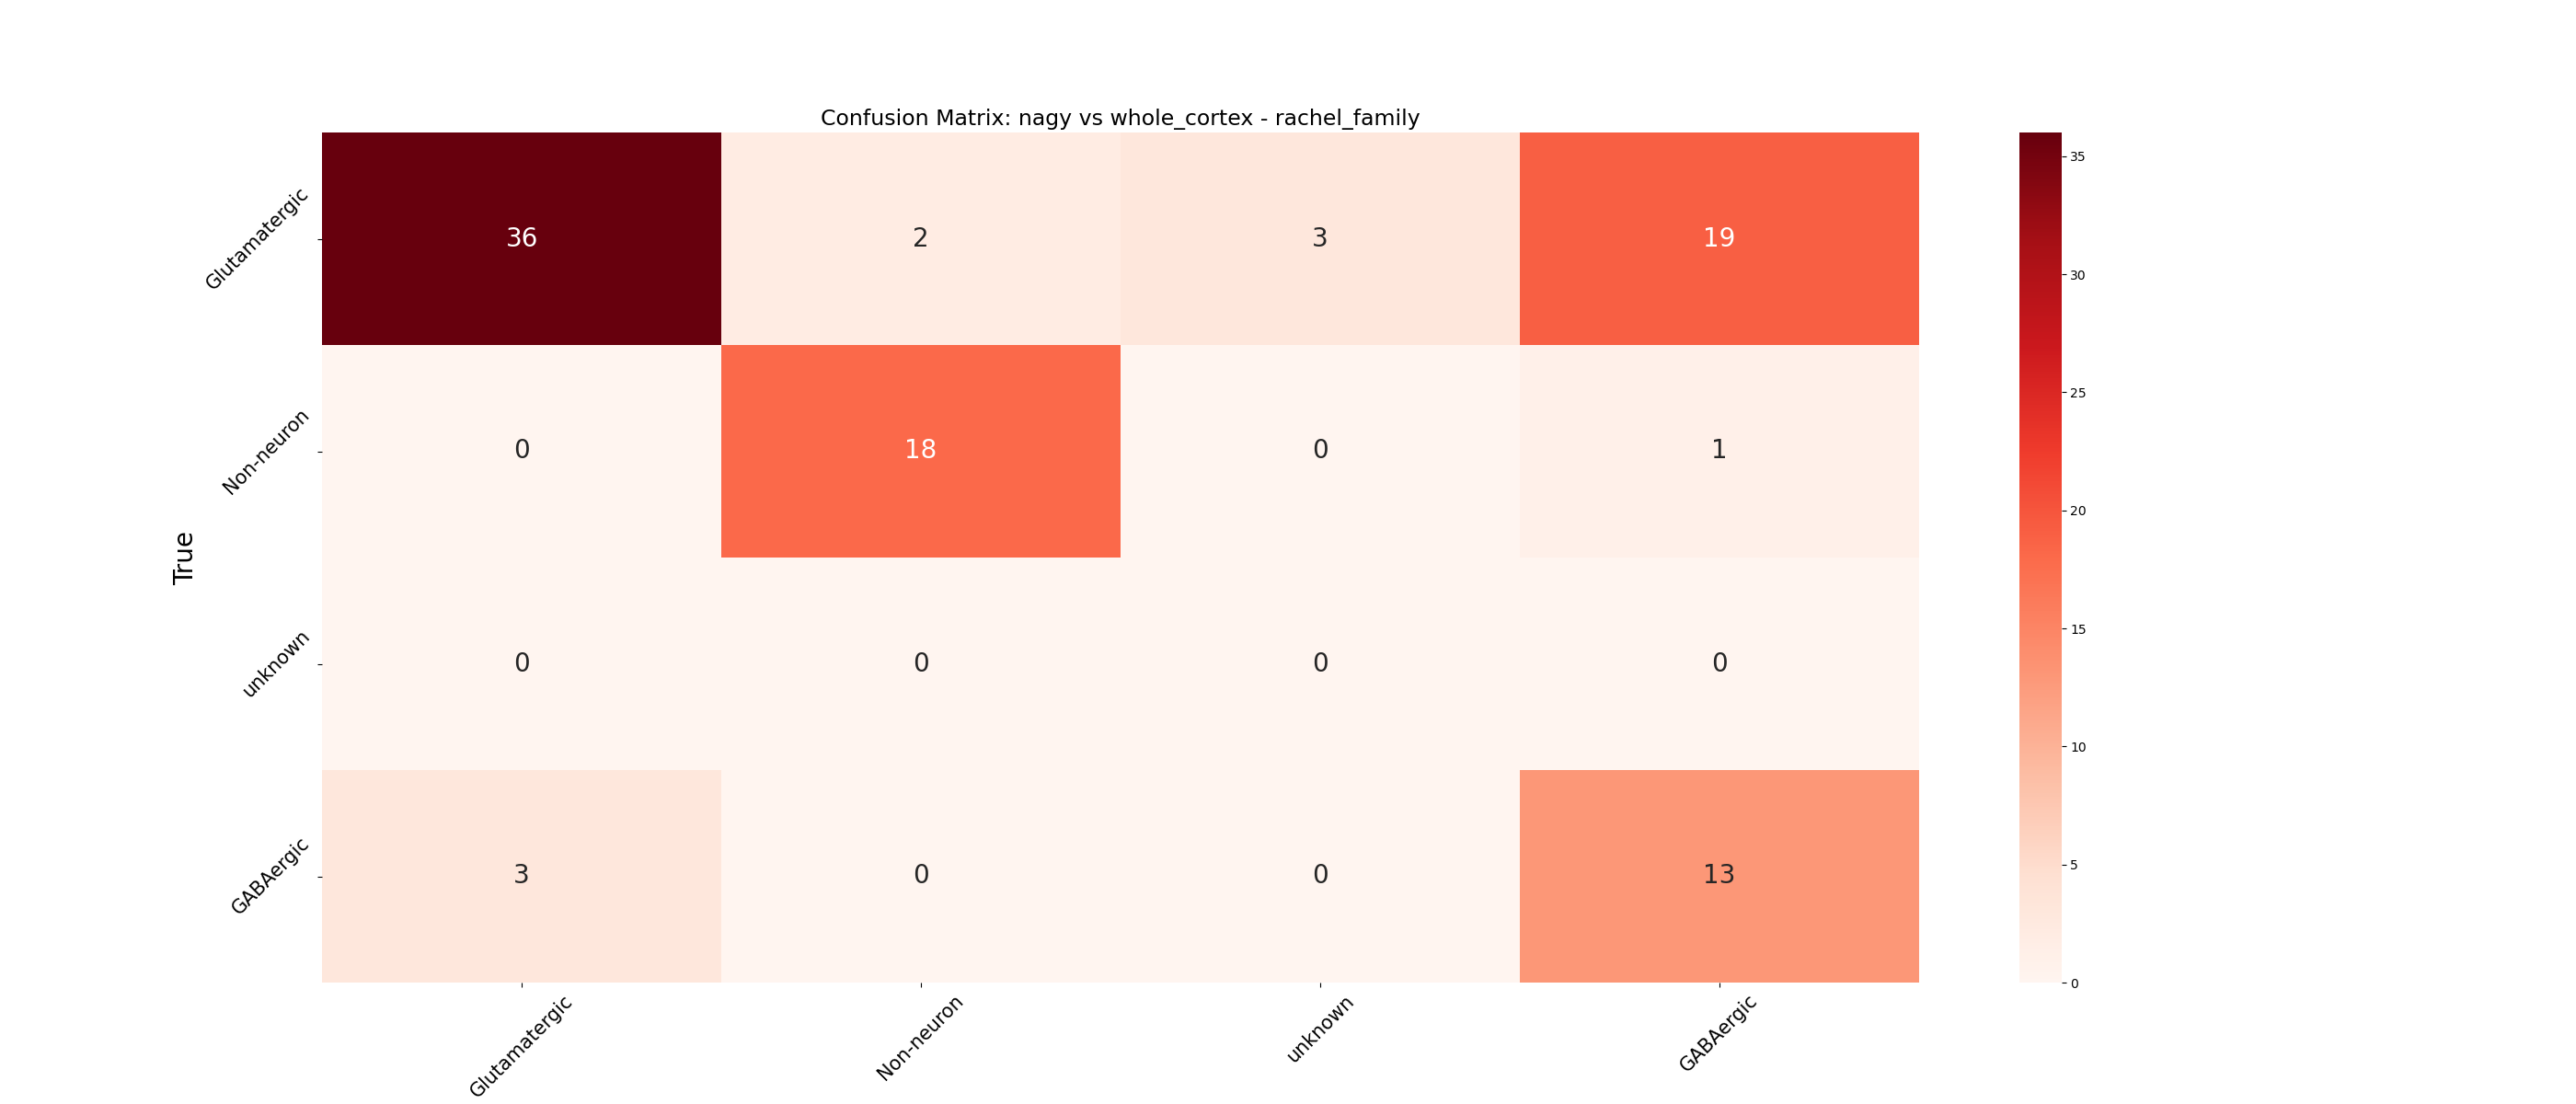 Confusion Matrix: nagy vs whole_cortex - rachel_family
True
Glutamatergic
36
2
3
19
Non-neuron
0
18
0
1
unknown
0
0
0
0
GABAergic
3
0
0
13
Glutamatergic
Non-neuron
unknown
GABAergic
35
30
25
20
15
10
5
0